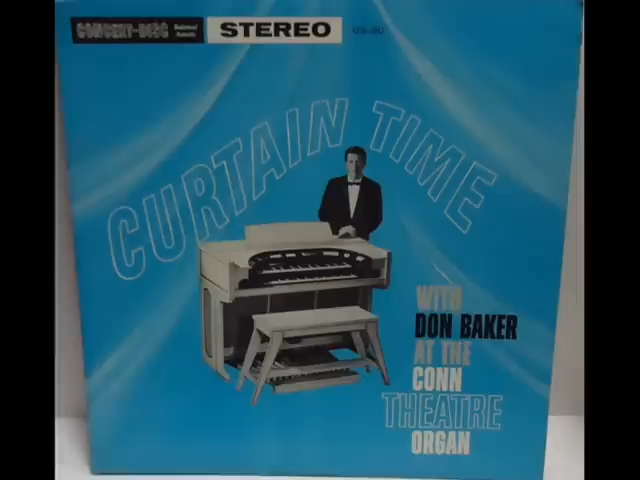 CONCERT-DISC
STEREO
CURTAIN TIME
WITH
DON BAKER
AT THE
CONN
THEATRE
ORGAN